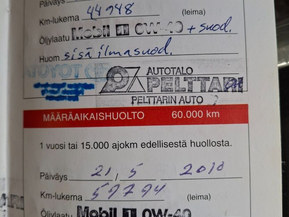 Päiväys
Km-lukema 44948 (leima)
Öljylaatu Mobil 1 0W-40 + suod.
Huom sisäilmasuod.
AUTOTALO
PELTTARI
PELTTARIN AUTO
MÄÄRÄAIKAISHUOLTO 60.000 km
1 vuosi tai 15.000 ajokm edellisestä huollosta.
Päiväys 21, 5 2010
Km-lukema 59794 (leima)
Öljylaatu Mobil 1 0W-40